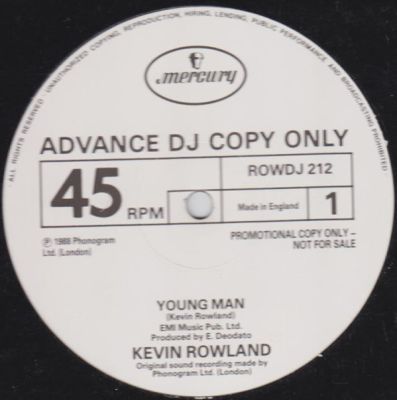 ALL RIGHTS RESERVED · UNAUTHORIZED COPYING, REPRODUCTION, HIRING, LENDING, PUBLIC PERFORMANCE AND BROADCASTING PROHIBITED ·
mercury
ADVANCE DJ COPY ONLY
45 RPM
ROWDJ 212
Made in England
1
℗ 1988 Phonogram
Ltd. (London)
PROMOTIONAL COPY ONLY –
NOT FOR SALE
YOUNG MAN
(Kevin Rowland)
EMI Music Pub. Ltd.
Produced by E. Deodato
KEVIN ROWLAND
Original sound recording made by
Phonogram Ltd. (London)